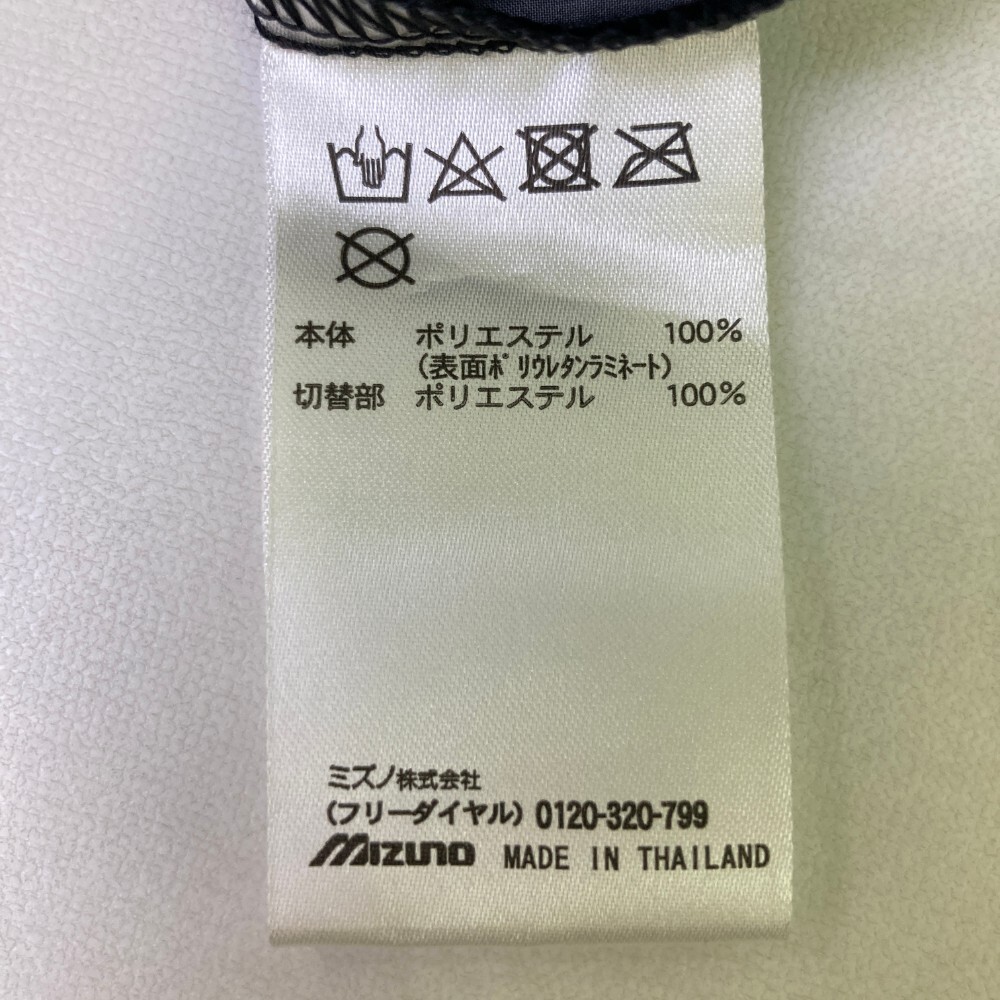 本体 ポリエステル 100%
(表面ﾎﾟﾘｳﾚﾀﾝﾗﾐﾈｰﾄ)
切替部 ポリエステル 100%
ミズノ株式会社
(フリーダイヤル) 0120-320-799
MIZUNO MADE IN THAILAND